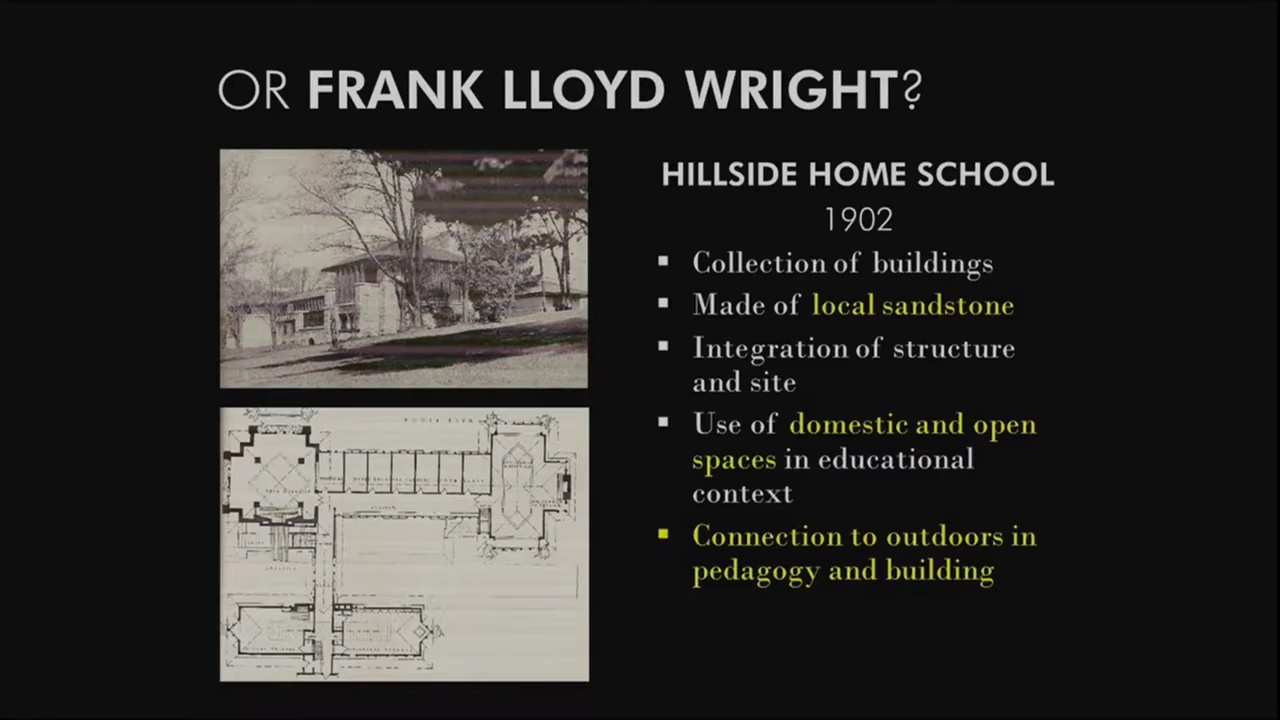 OR FRANK LLOYD WRIGHT?
HILLSIDE HOME SCHOOL
1902
▪ Collection of buildings
▪ Made of local sandstone
▪ Integration of structure
and site
▪ Use of domestic and open
spaces in educational
context
▪ Connection to outdoors in
pedagogy and building